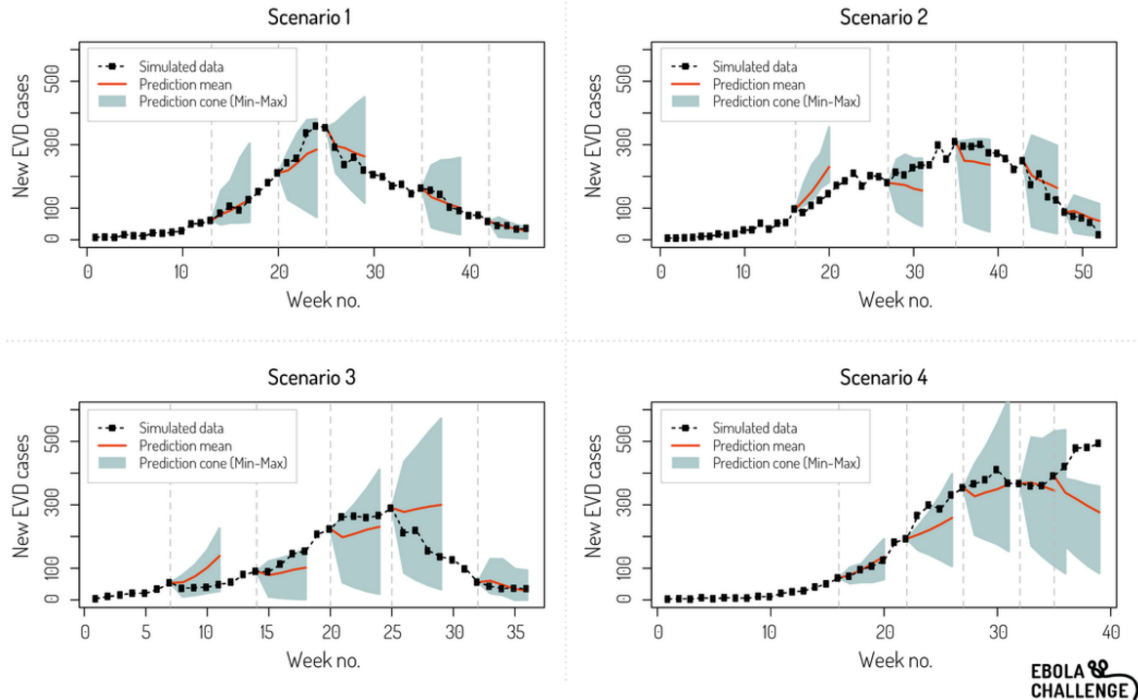 Scenario 1
New EVD cases
500
300
100
0
Simulated data
Prediction mean
Prediction cone (Min-Max)
0 10 20 30 40
Week no.
Scenario 2
New EVD cases
500
300
100
0
Simulated data
Prediction mean
Prediction cone (Min-Max)
0 10 20 30 40 50
Week no.
Scenario 3
New EVD cases
500
300
100
0
Simulated data
Prediction mean
Prediction cone (Min-Max)
0 5 10 15 20 25 30 35
Week no.
Scenario 4
New EVD cases
500
300
100
0
Simulated data
Prediction mean
Prediction cone (Min-Max)
0 10 20 30 40
Week no.
EBOLA
CHALLENGE